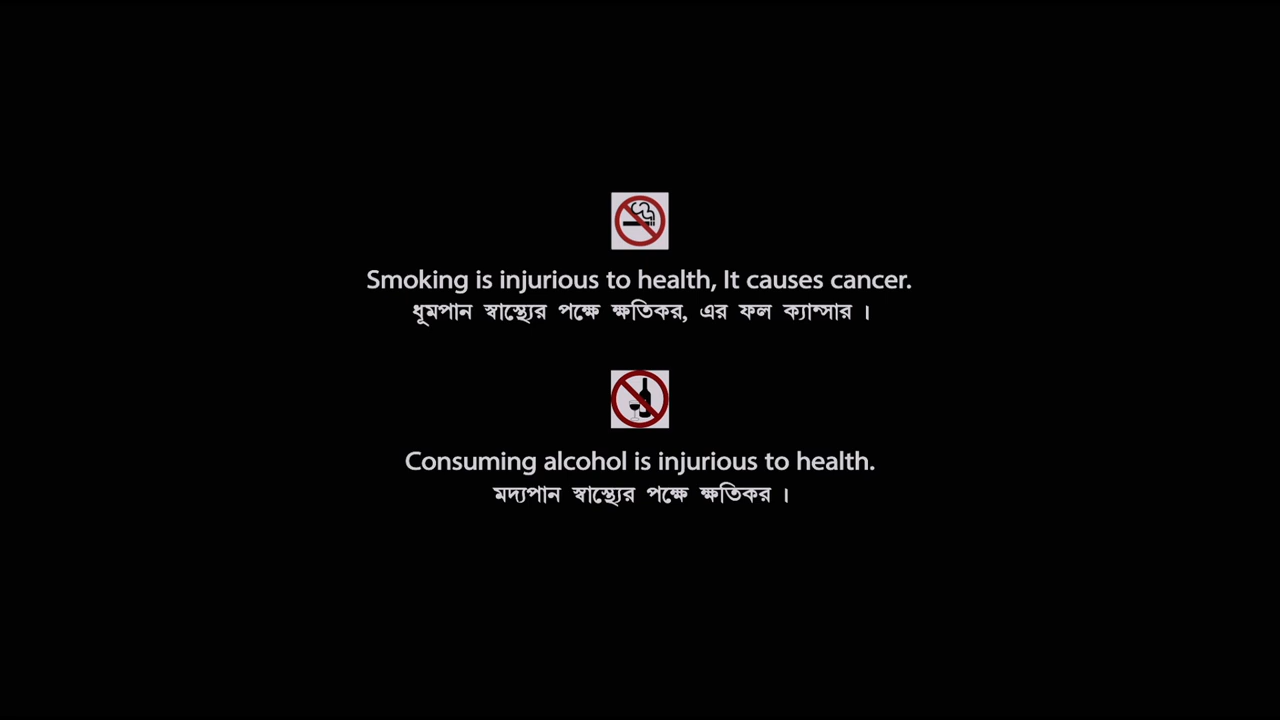 Smoking is injurious to health, It causes cancer.
ধূমপান স্বাস্থ্যের পক্ষে ক্ষতিকর, এর ফল ক্যান্সার ।
Consuming alcohol is injurious to health.
মদ্যপান স্বাস্থ্যের পক্ষে ক্ষতিকর ।